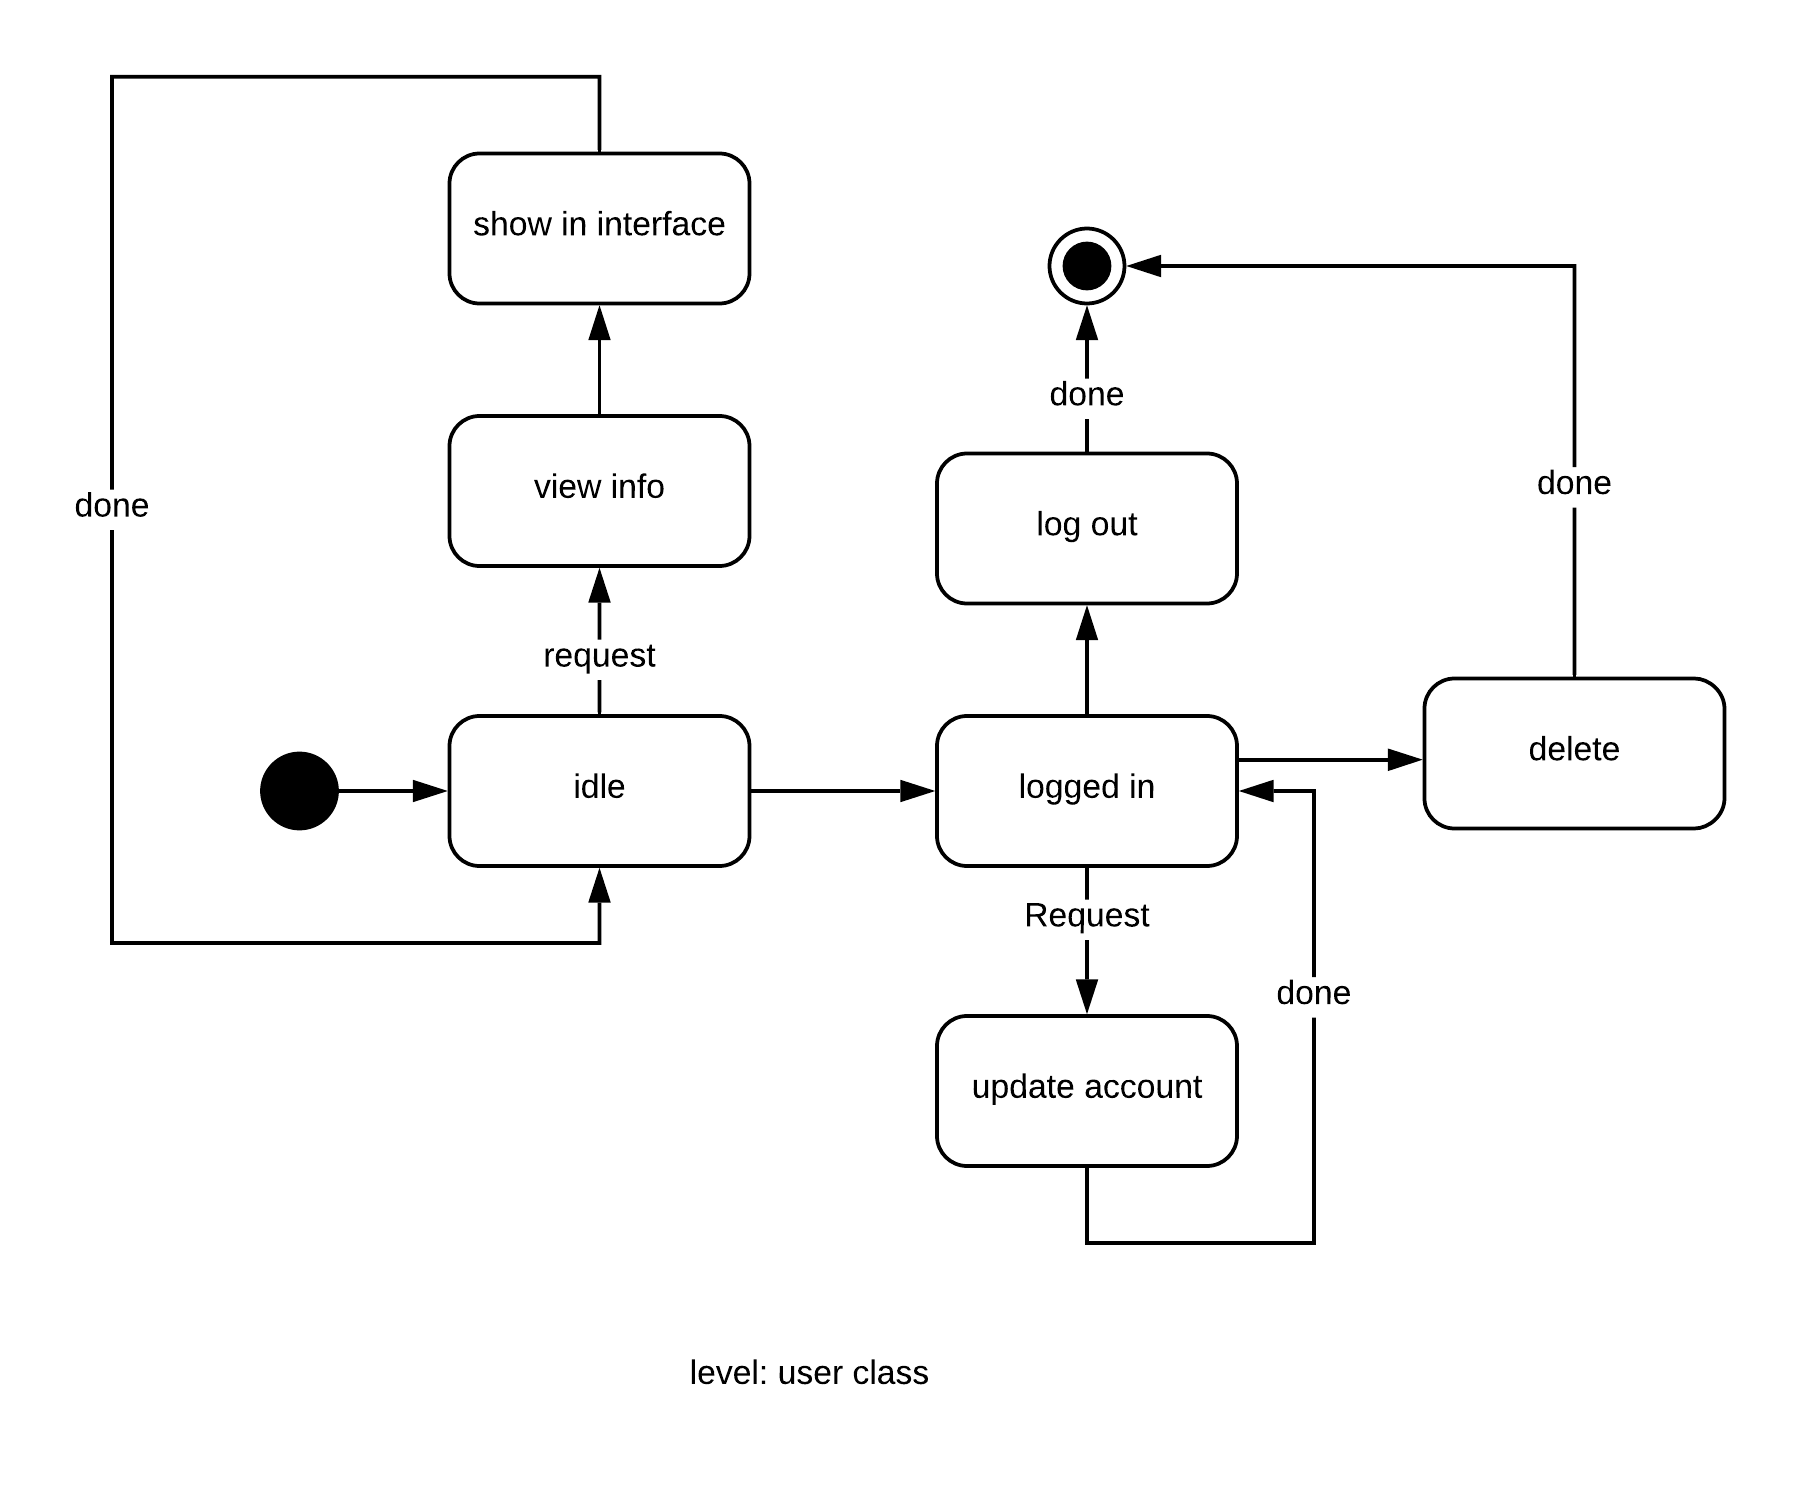 show in interface
done
view info
done
log out
done
request
idle
logged in
delete
Request
done
update account
level: user class